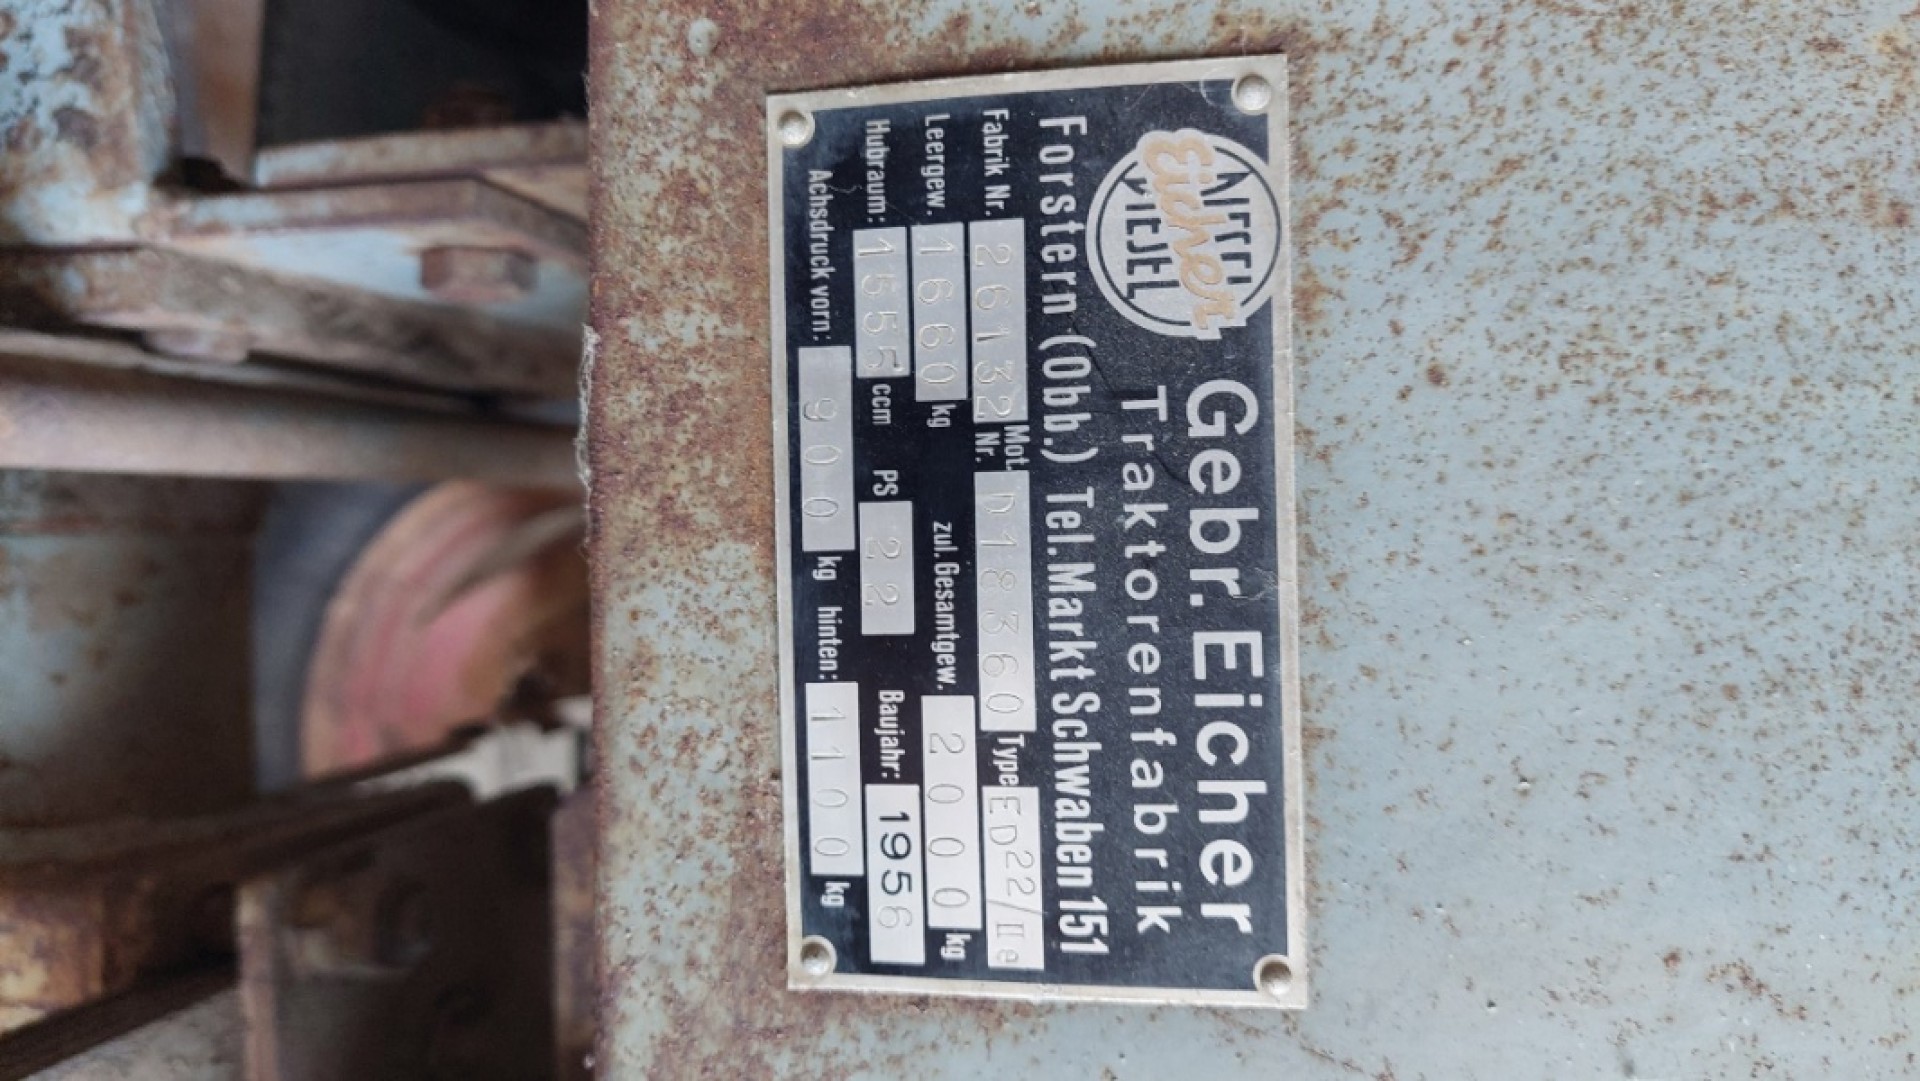 Eicher
DIESEL
Gebr. Eicher
Traktorenfabrik
Forstern (Obb.) Tel. Markt Schwaben 151
Fabrik Nr. 26132 Mot. Nr. D18360 Type ED22/IIe
Leergew. 1660 kg zul. Gesamtgew. 2000 kg
Hubraum: 1555 ccm PS 22 Baujahr: 1956
Achsdruck vorn: 900 kg hinten: 1100 kg